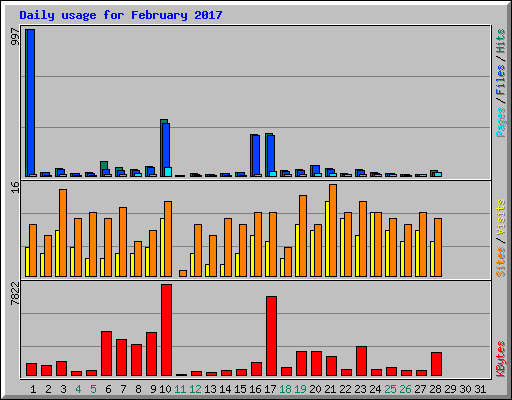 Daily usage for February 2017
997
16
7822
Pages / Files / Hits
Sites / Visits
KBytes
1 2 3 4 5 6 7 8 9 10 11 12 13 14 15 16 17 18 19 20 21 22 23 24 25 26 27 28 29 30 31